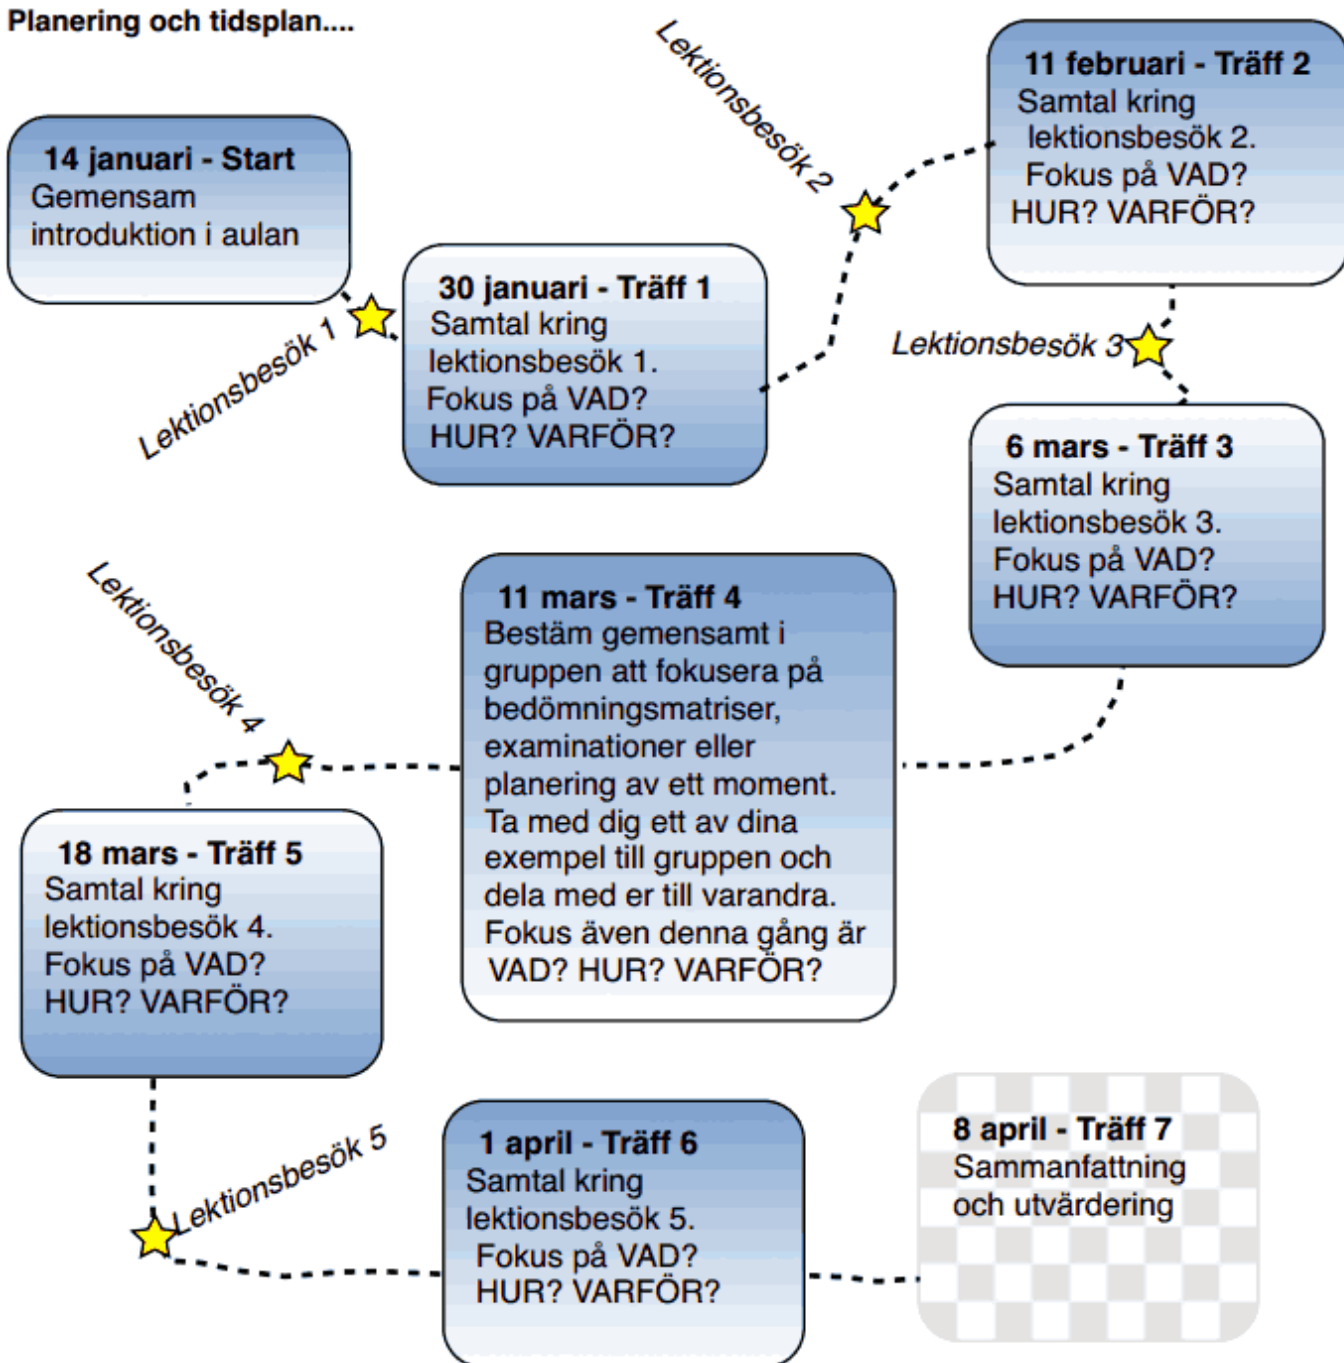 Planering och tidsplan....
14 januari - Start
Gemensam
introduktion i aulan
Lektionsbesök 1
30 januari - Träff 1
Samtal kring
lektionsbesök 1.
Fokus på VAD?
HUR? VARFÖR?
Lektionsbesök 2
11 februari - Träff 2
Samtal kring
lektionsbesök 2.
Fokus på VAD?
HUR? VARFÖR?
Lektionsbesök 3
6 mars - Träff 3
Samtal kring
lektionsbesök 3.
Fokus på VAD?
HUR? VARFÖR?
11 mars - Träff 4
Bestäm gemensamt i
gruppen att fokusera på
bedömningsmatriser,
examinationer eller
planering av ett moment.
Ta med dig ett av dina
exempel till gruppen och
dela med er till varandra.
Fokus även denna gång är
VAD? HUR? VARFÖR?
Lektionsbesök 4
18 mars - Träff 5
Samtal kring
lektionsbesök 4.
Fokus på VAD?
HUR? VARFÖR?
Lektionsbesök 5
1 april - Träff 6
Samtal kring
lektionsbesök 5.
Fokus på VAD?
HUR? VARFÖR?
8 april - Träff 7
Sammanfattning
och utvärdering